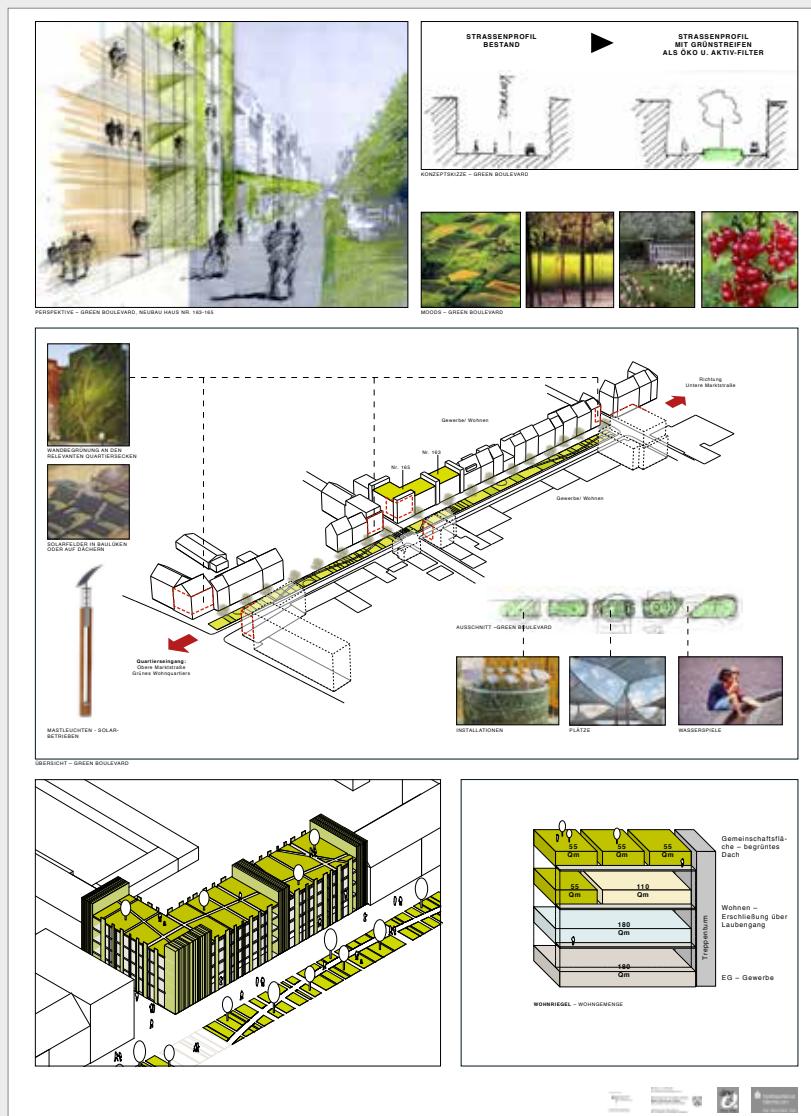 STRASSENPROFIL
BESTAND
STRASSENPROFIL
MIT GRÜNSTREIFEN
ALS ÖKO U. AKTIV-FILTER
KONZEPTSKIZZE – GREEN BOULEVARD
PERSPEKTIVE – GREEN BOULEVARD, NEUBAU HAUS NR. 163-165
MOODS – GREEN BOULEVARD
WANDBEGRÜNUNG AN DEN
RELEVANTEN QUARTIERSECKEN
SOLARFELDER IN BAULÜKEN
ODER AUF DÄCHERN
MASTLEUCHTEN - SOLAR-
BETRIEBEN
Richtung
Untere Marktstraße
Gewerbe/ Wohnen
Nr. 163
Nr. 165
Gewerbe/ Wohnen
Quartierseingang:
Obere Marktstraße
Grünes Wohnquartiers
AUSSCHNITT –GREEN BOULEVARD
INSTALLATIONEN
PLÄTZE
WASSERSPIELE
ÜBERSICHT – GREEN BOULEVARD
55
Qm
55
Qm
55
Qm
55
Qm
110
Qm
180
Qm
180
Qm
Treppenturm
Gemeinschaftsflä-
che – begrüntes
Dach
Wohnen –
Erschließung über
Laubengang
EG – Gewerbe
WOHNRIEGEL – WOHNGEMENGE